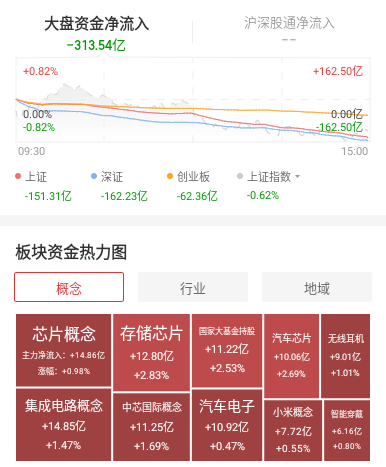 大盘资金净流入
沪深股通净流入
-313.54亿
--
+0.82%
+162.50亿
0.00%
0.00亿
-0.82%
-162.50亿
09:30
15:00
上证
深证
创业板
上证指数
-151.31亿
-162.23亿
-62.36亿
-0.62%
板块资金热力图
概念
行业
地域
芯片概念
主力净流入：+14.86亿
涨幅：+0.98%
存储芯片
+12.80亿
+2.83%
国家大基金持股
+11.22亿
+2.53%
汽车芯片
+10.06亿
+2.69%
无线耳机
+9.01亿
+1.01%
集成电路概念
+14.85亿
+1.47%
中芯国际概念
+11.25亿
+1.69%
汽车电子
+10.92亿
+0.47%
小米概念
+7.72亿
+0.55%
智能穿戴
+6.16亿
+0.80%